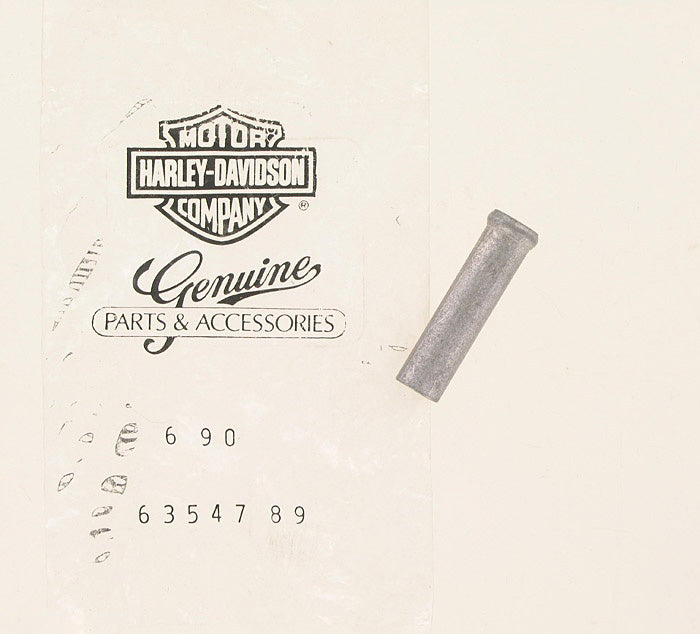 MOTOR
HARLEY-DAVIDSON
COMPANY
®
Genuine
PARTS & ACCESSORIES
6 90
63547 89